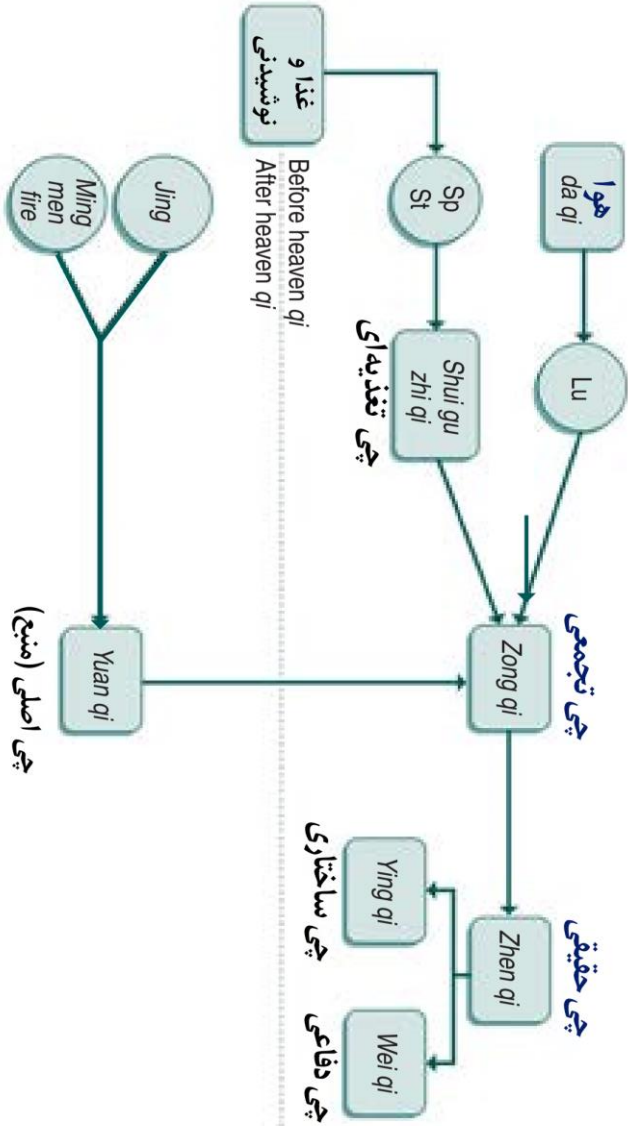 هوا
da qi
Lu
چی تجمعی
Zong qi
چی حقیقی
Zhen qi
Sp
St
Shui gu
zhi qi
چی تغذیه‌ای
Ying qi
چی ساختاری
Wei qi
چی دفاعی
غذا و
نوشیدنی
Before heaven qi
After heaven qi
Jing
Ming
men
fire
Yuan qi
چی اصلی (منبع)